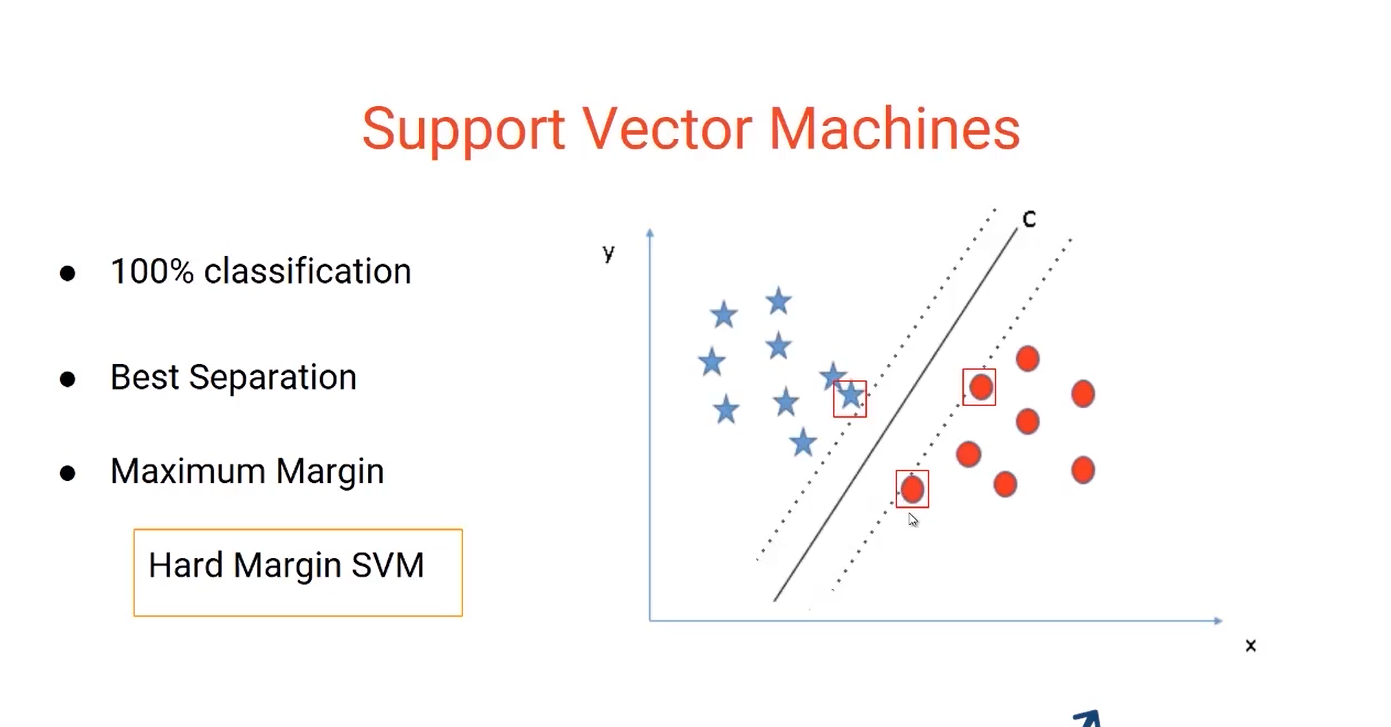 Support Vector Machines
● 100% classification
● Best Separation
● Maximum Margin
Hard Margin SVM
y
C
x